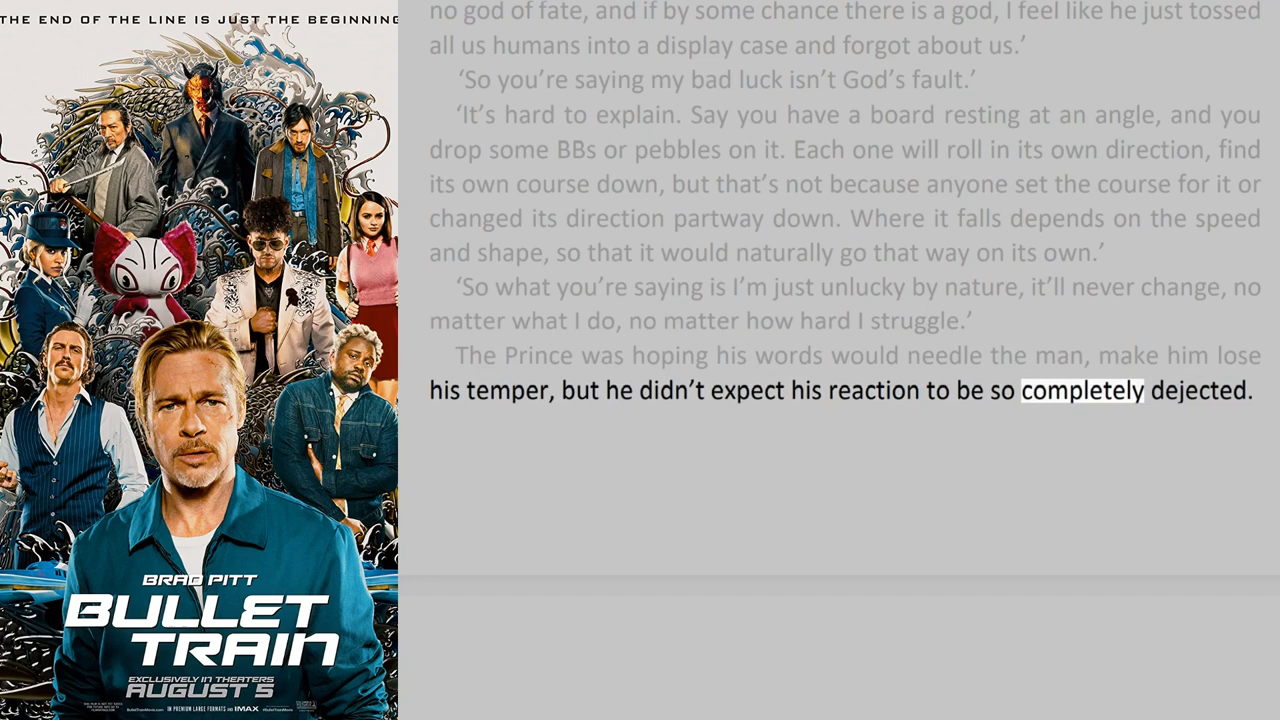 THE END OF THE LINE IS JUST THE BEGINNING
BRAD PITT
BULLET
TRAIN
EXCLUSIVELY IN THEATERS
AUGUST 5
BulletTrainMovie.com
IN PREMIUM LARGE FORMATS AND IMAX
#BulletTrainMovie
no god of fate, and if by some chance there is a god, I feel like he just tossed
all us humans into a display case and forgot about us.’
‘So you’re saying my bad luck isn’t God’s fault.’
‘It’s hard to explain. Say you have a board resting at an angle, and you
drop some BBs or pebbles on it. Each one will roll in its own direction, find
its own course down, but that’s not because anyone set the course for it or
changed its direction partway down. Where it falls depends on the speed
and shape, so that it would naturally go that way on its own.’
‘So what you’re saying is I’m just unlucky by nature, it’ll never change, no
matter what I do, no matter how hard I struggle.’
The Prince was hoping his words would needle the man, make him lose
his temper, but he didn’t expect his reaction to be so completely dejected.